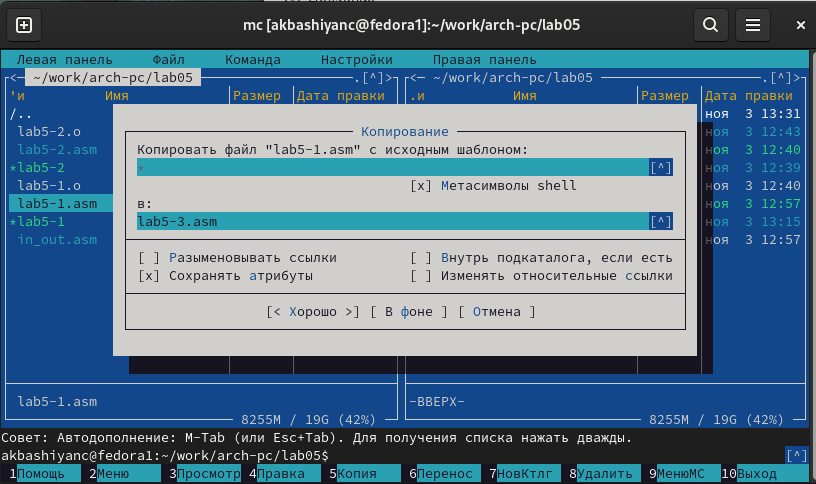 mc [akbashiyanc@fedora1]:~/work/arch-pc/lab05
Левая панель Файл Команда Настройки Правая панель
<─ ~/work/arch-pc/lab05 .[^]> <─ ~/work/arch-pc/lab05 .[^]>
'и Имя Размер Дата правки .и Имя Размер Дата правки
/.. ноя 3 13:31
lab5-2.o ноя 3 12:43
lab5-2.asm ноя 3 12:40
*lab5-2 ноя 3 12:39
lab5-1.o ноя 3 12:40
lab5-1.asm ноя 3 12:57
*lab5-1 ноя 3 13:15
in_out.asm ноя 3 12:57
Копирование
Копировать файл "lab5-1.asm" с исходным шаблоном:
* [^]
[x] Метасимволы shell
в:
lab5-3.asm [^]
[ ] Разыменовывать ссылки [ ] Внутрь подкаталога, если есть
[x] Сохранять атрибуты [ ] Изменять относительные ссылки
[< Хорошо >] [ В фоне ] [ Отмена ]
lab5-1.asm -ВВЕРХ-
8255M / 19G (42%) 8255M / 19G (42%)
Совет: Автодополнение: M-Tab (или Esc+Tab). Для получения списка нажать дважды.
akbashiyanc@fedora1:~/work/arch-pc/lab05$ [^]
1Помощь 2Меню 3Просмотр 4Правка 5Копия 6Перенос 7НовКтлг 8Удалить 9МенюMC 10Выход